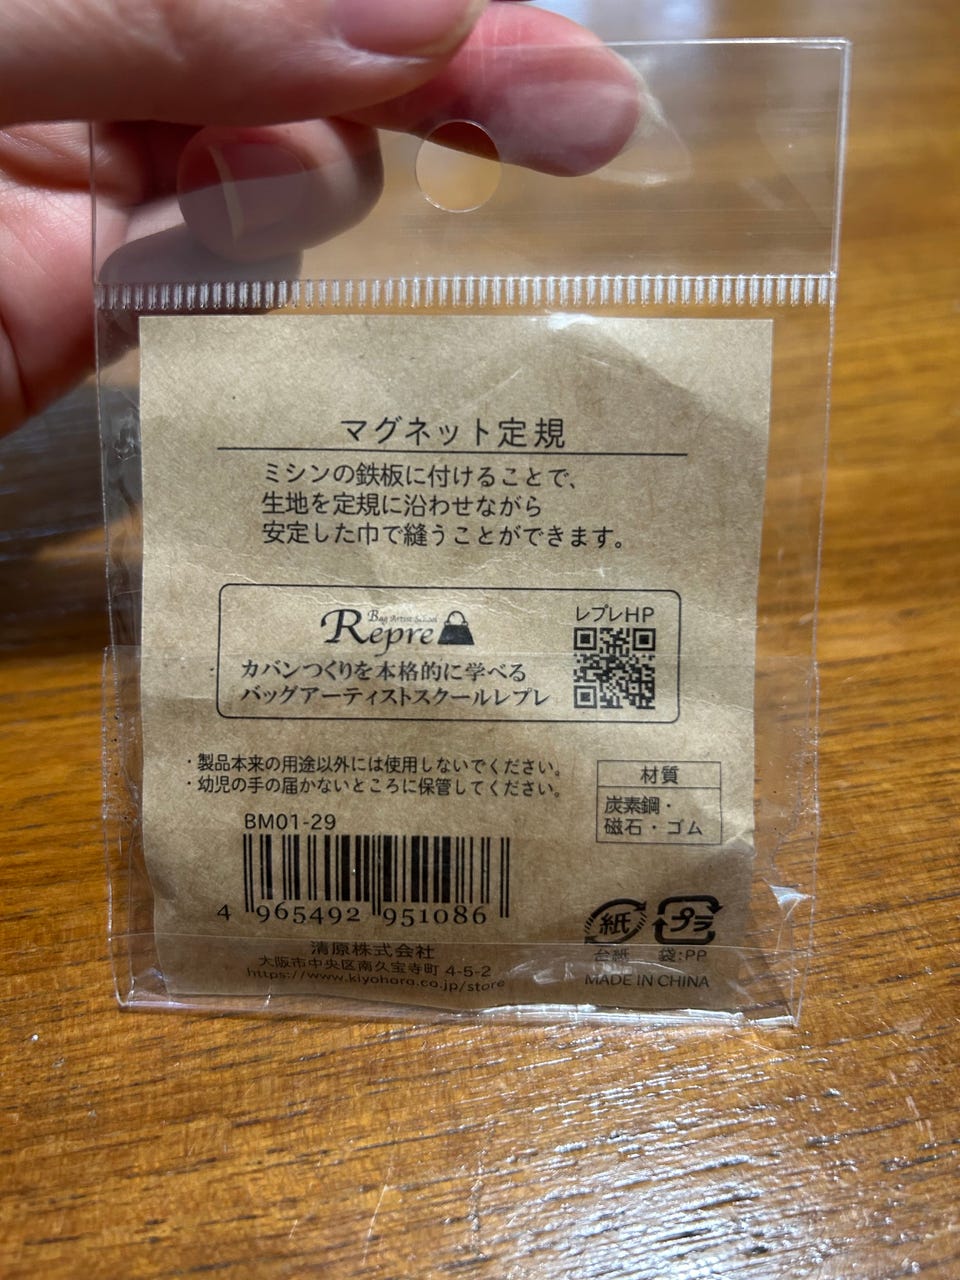 マグネット定規
ミシンの鉄板に付けることで、
生地を定規に沿わせながら
安定した巾で縫うことができます。
Bag Artist School
Repre
カバンつくりを本格的に学べる
バッグアーティストスクールレプレ
レプレHP
・製品本来の用途以外には使用しないでください。
・幼児の手の届かないところに保管してください。
材質
炭素鋼・
磁石・ゴム
BM01-29
4 965492 951086
清原株式会社
大阪市中央区南久宝寺町 4-5-2
https://www.kiyohara.co.jp/store
紙 プラ
台紙 袋:PP
MADE IN CHINA